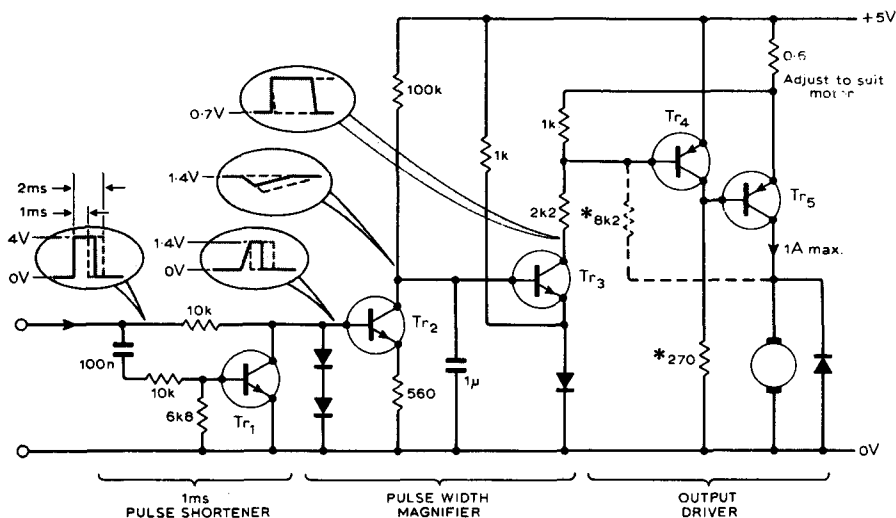 +5V
0·6
Adjust to suit
motor
100k
1k
1k
Tr4
Tr5
2k2
*8k2
1A max.
0·7V
1·4V
1·4V
0V
2ms
1ms
4V
0V
Tr3
Tr2
10k
100n
10k
6k8
Tr1
560
1μ
*270
0V
1ms
PULSE SHORTENER
PULSE WIDTH
MAGNIFIER
OUTPUT
DRIVER